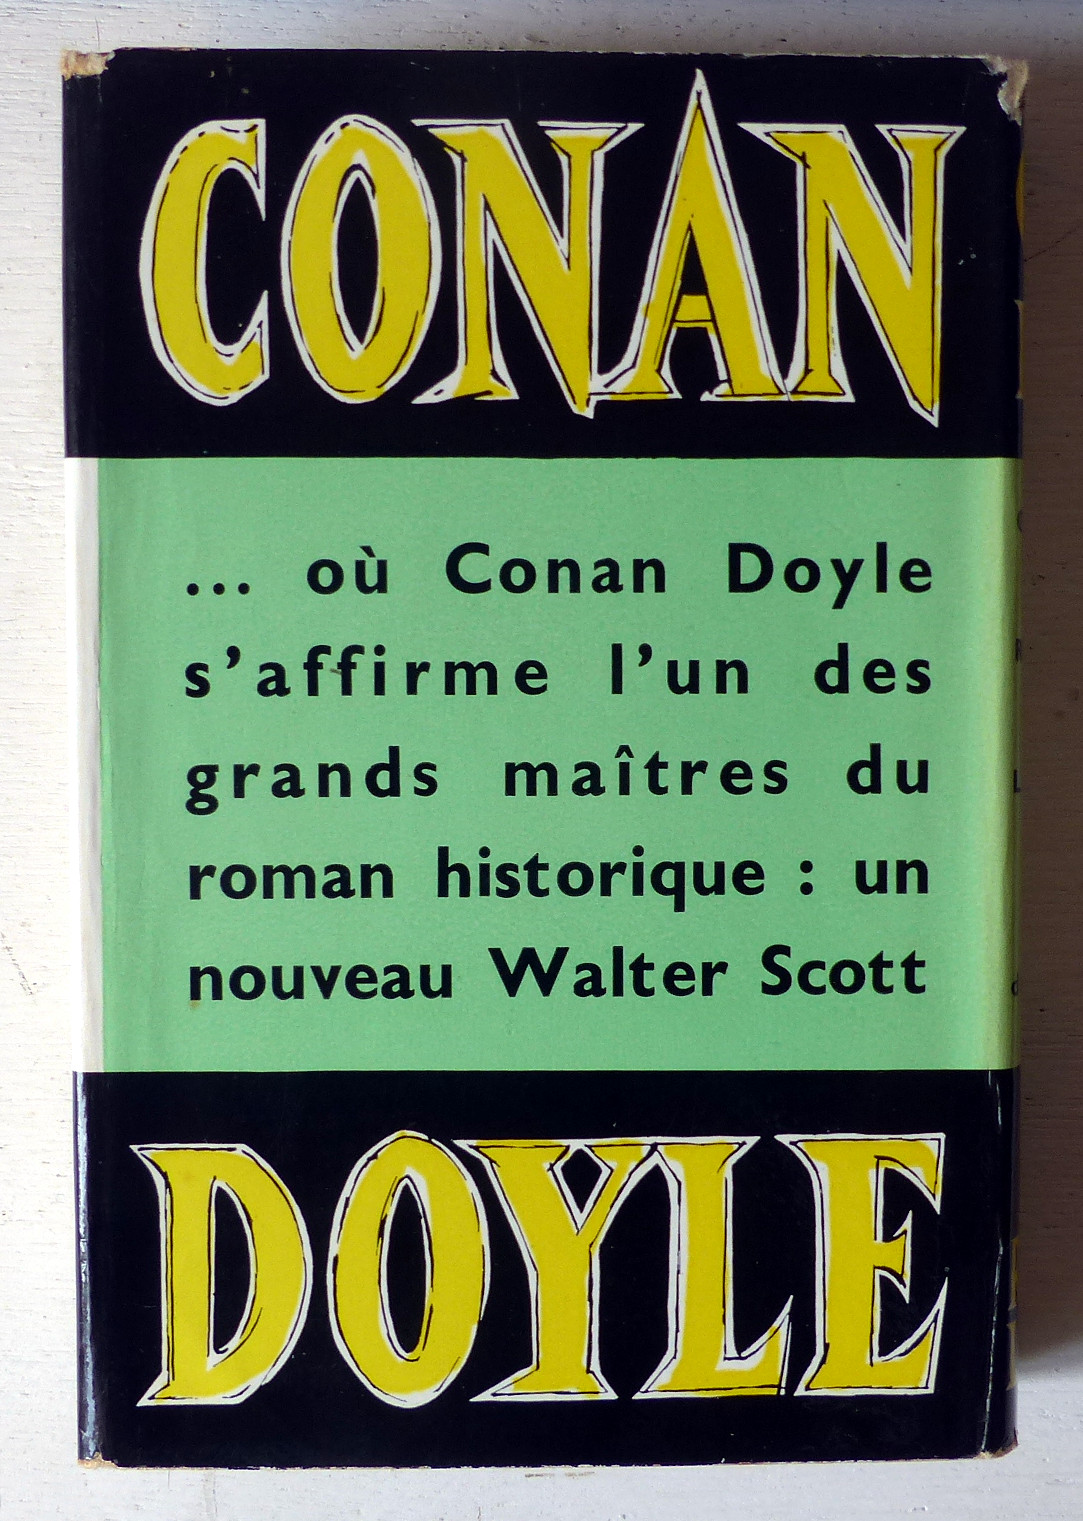 CONAN
... où Conan Doyle
s'affirme l'un des
grands maîtres du
roman historique : un
nouveau Walter Scott
DOYLE